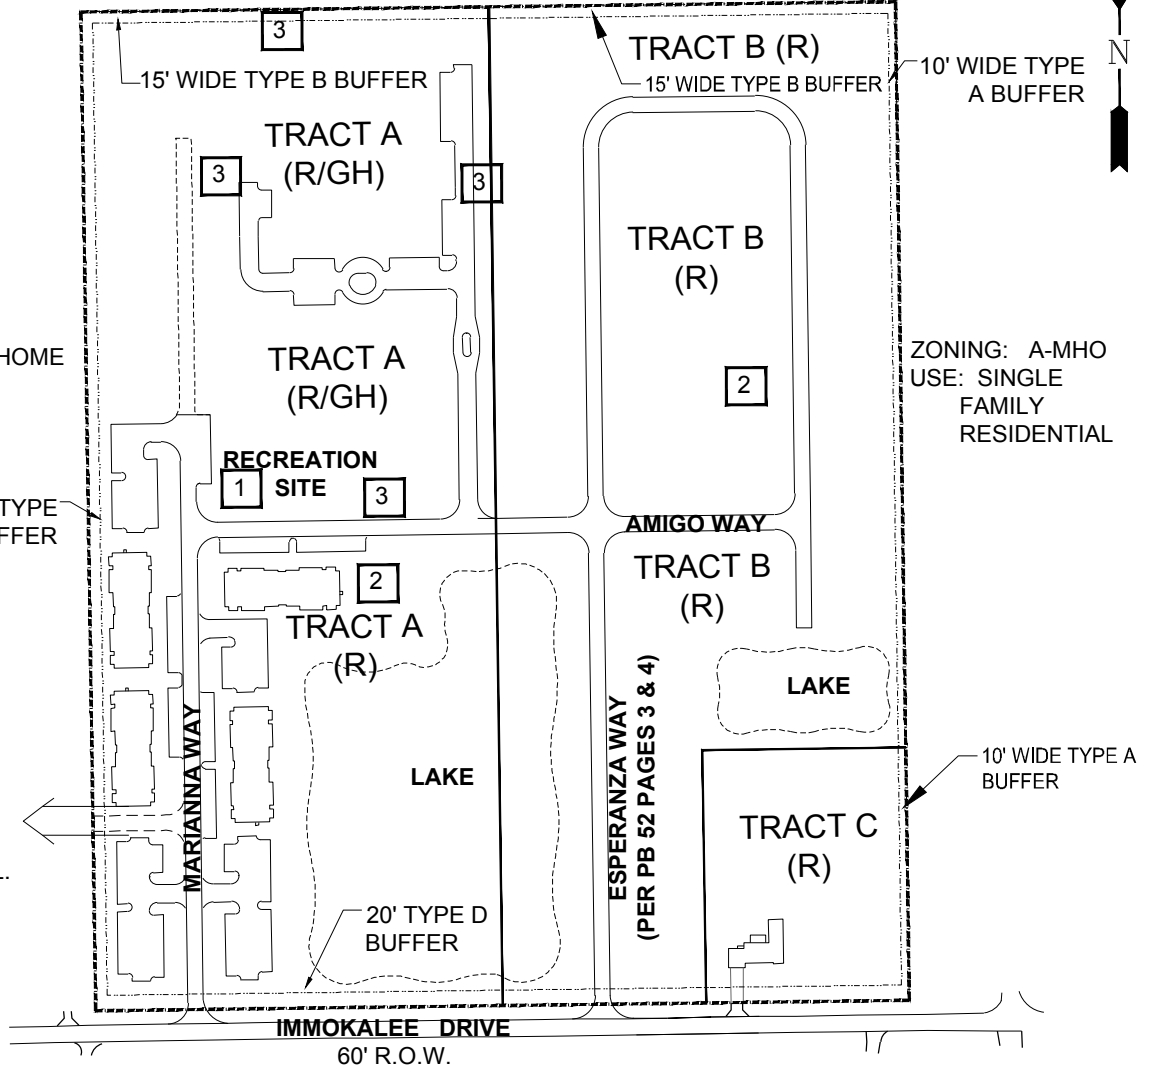 3
TRACT B (R)
N
15' WIDE TYPE B BUFFER
15' WIDE TYPE B BUFFER
10' WIDE TYPE
A BUFFER
TRACT A
(R/GH)
3
3
TRACT B
(R)
HOME
TRACT A
(R/GH)
2
ZONING: A-MHO
USE: SINGLE
FAMILY
RESIDENTIAL
RECREATION
SITE
1
3
TYPE
FFER
AMIGO WAY
2
TRACT B
(R)
TRACT A
(R)
LAKE
MARIANNA WAY
LAKE
ESPERANZA WAY
(PER PB 52 PAGES 3 & 4)
10' WIDE TYPE A
BUFFER
TRACT C
(R)
20' TYPE D
BUFFER
IMMOKALEE DRIVE
60' R.O.W.